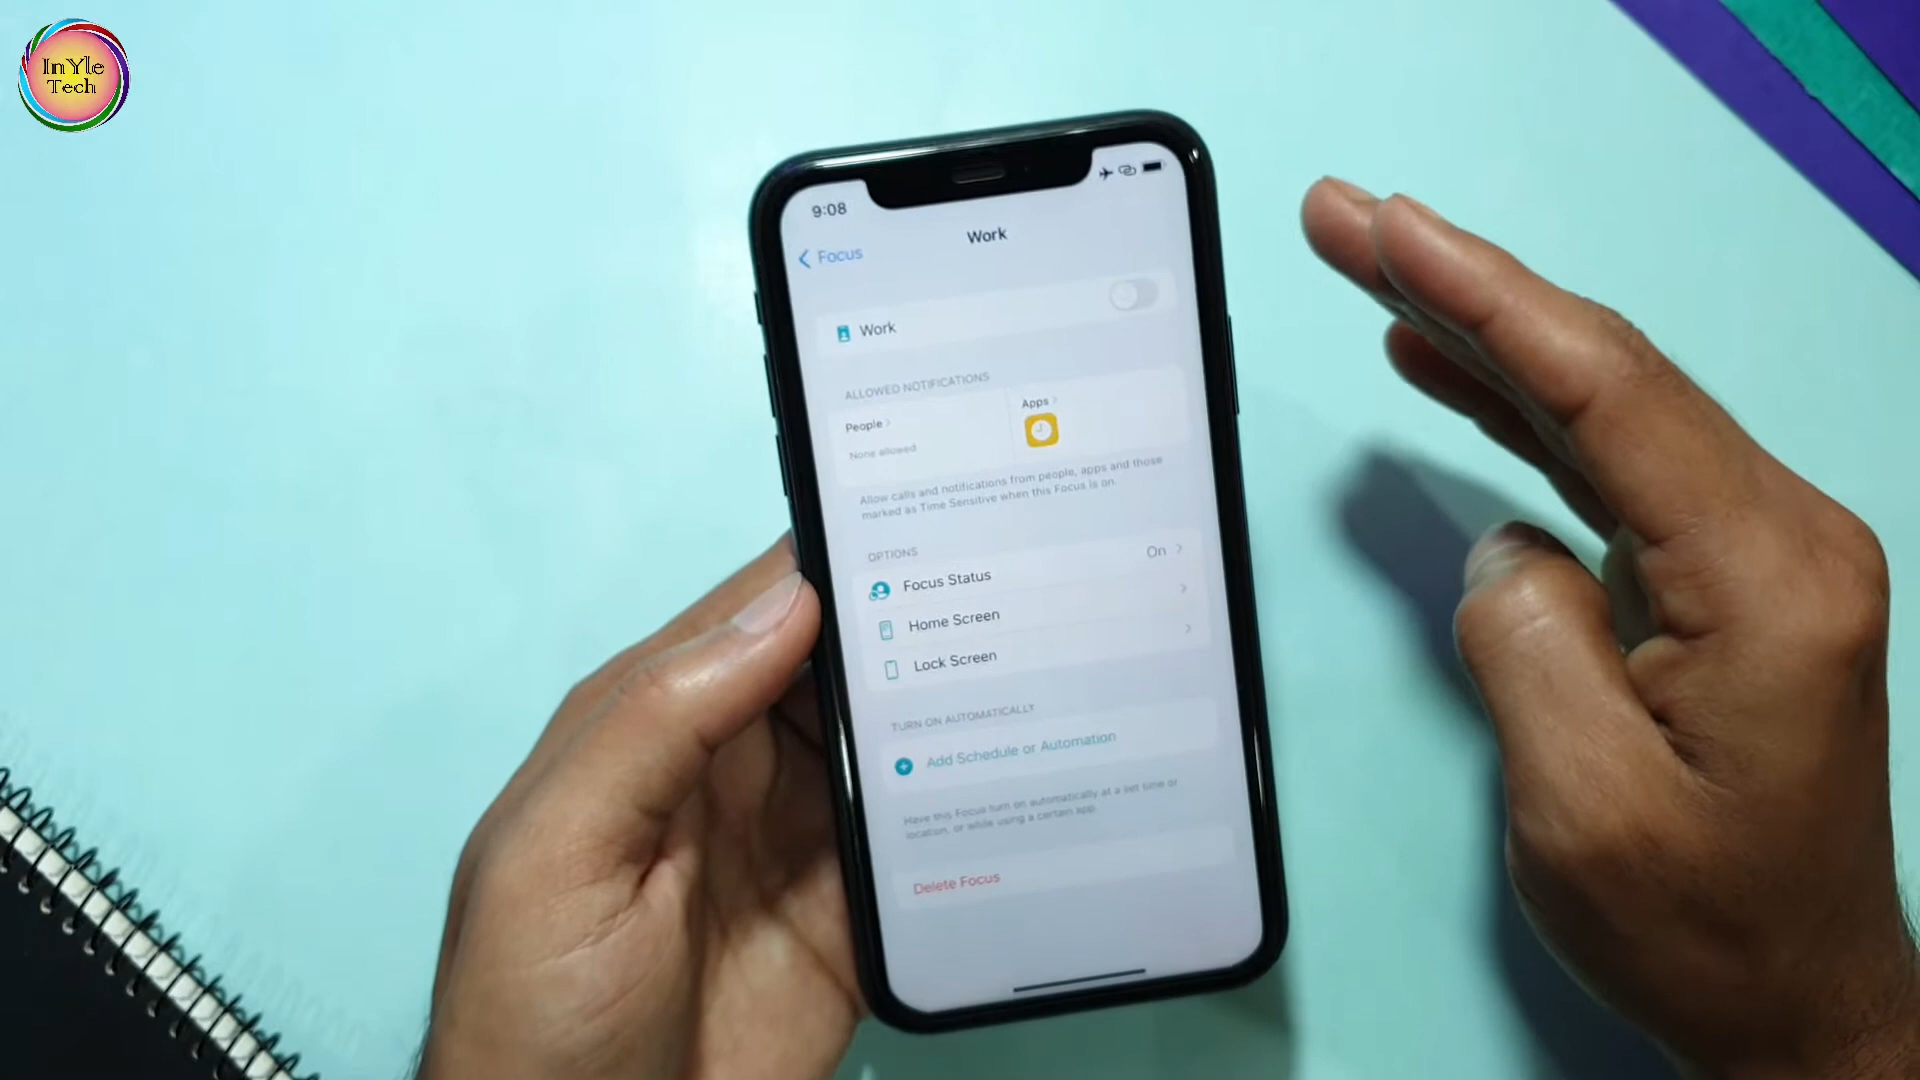 InYle
Tech
9:08
Focus
Work
Work
ALLOWED NOTIFICATIONS
People
None allowed
Apps
Allow calls and notifications from people, apps and those
marked as Time Sensitive when this Focus is on.
OPTIONS
Focus Status
On
Home Screen
Lock Screen
TURN ON AUTOMATICALLY
Add Schedule or Automation
Have this Focus turn on automatically at a set time or
location, or while using a certain app.
Delete Focus